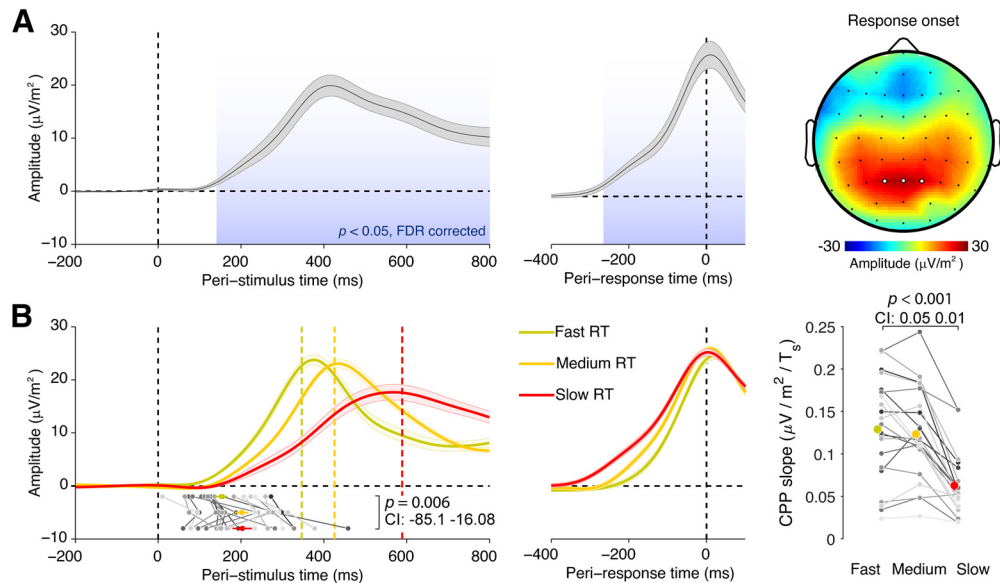 A
30
20
10
0
−10
Amplitude (µV/m²)
p < 0.05, FDR corrected
−200 0 200 400 600 800
Peri−stimulus time (ms)
−400 −200 0
Peri−response time (ms)
Response onset
-30 30
Amplitude (µV/m²)
B
30
20
10
0
−10
Amplitude (µV/m²)
p = 0.006
CI: -85.1 -16.08
−200 0 200 400 600 800
Peri−stimulus time (ms)
Fast RT
Medium RT
Slow RT
−400 −200 0
Peri−response time (ms)
p < 0.001
CI: 0.05 0.01
0.25
0.2
0.15
0.1
0.05
0
CPP slope (µV / m² / Ts)
Fast Medium Slow